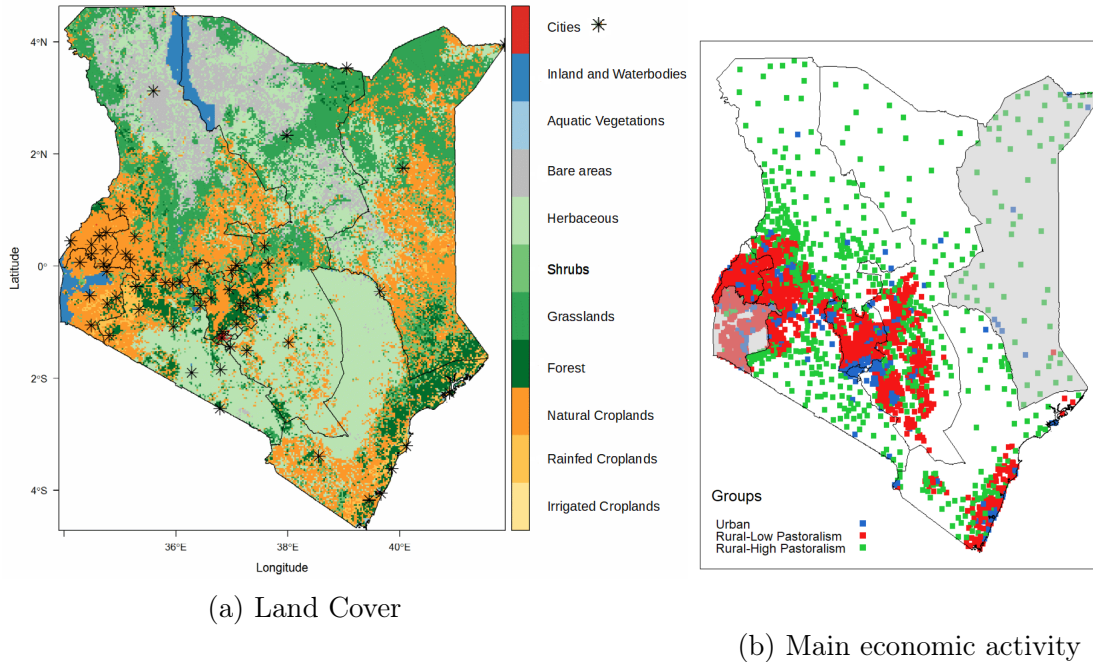 4°N
2°N
0°
2°S
4°S
Latitude
36°E
38°E
40°E
Longitude
Cities
Inland and Waterbodies
Aquatic Vegetations
Bare areas
Herbaceous
Shrubs
Grasslands
Forest
Natural Croplands
Rainfed Croplands
Irrigated Croplands
(a) Land Cover
Groups
Urban
Rural-Low Pastoralism
Rural-High Pastoralism
(b) Main economic activity